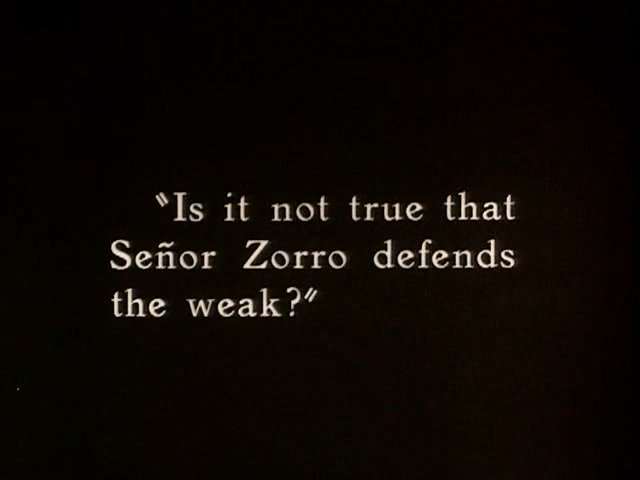 "Is it not true that
Señor Zorro defends
the weak?"